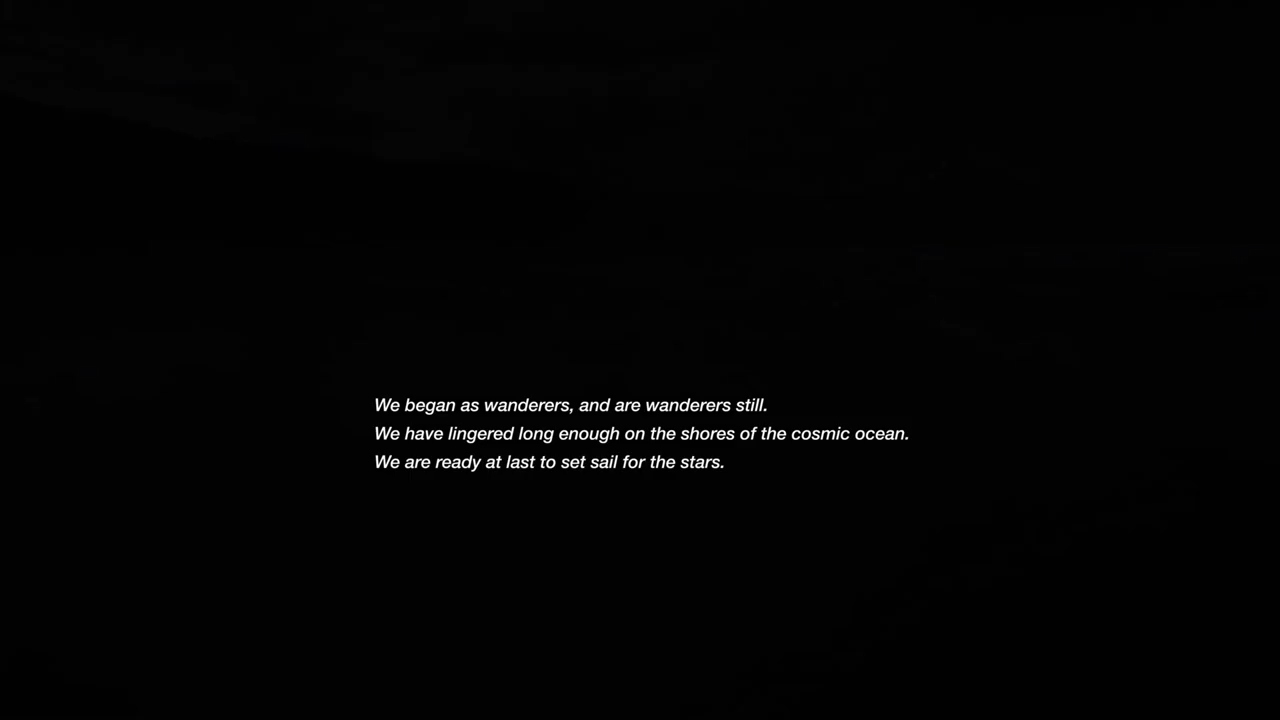 We began as wanderers, and are wanderers still.
We have lingered long enough on the shores of the cosmic ocean.
We are ready at last to set sail for the stars.